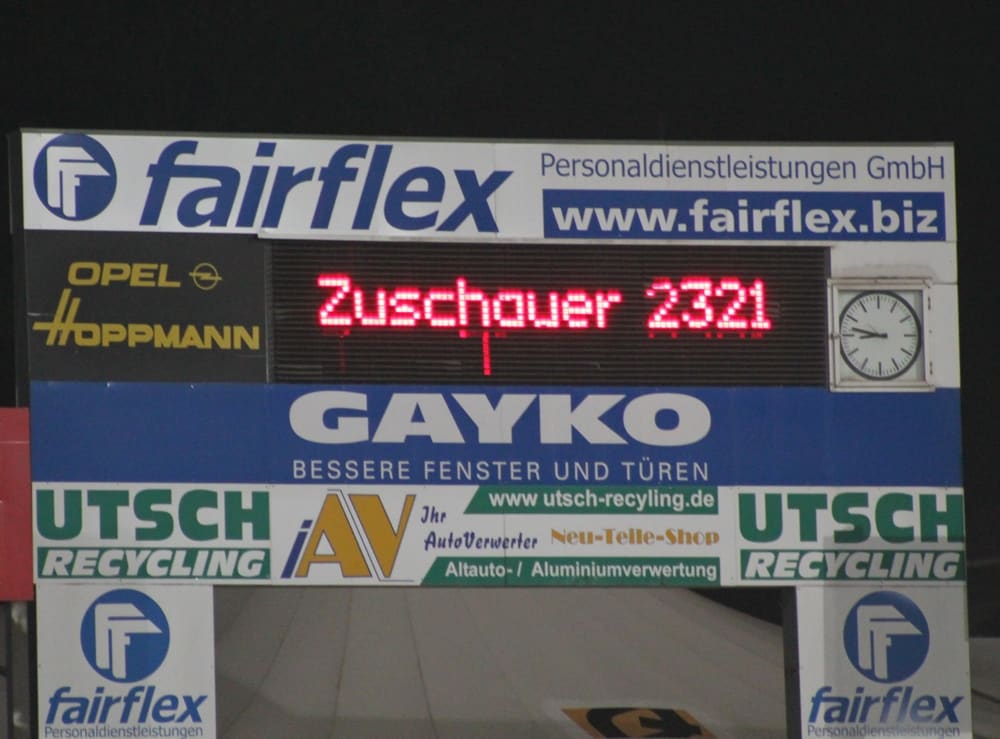 fairflex
Personaldienstleistungen GmbH
www.fairflex.biz
OPEL
HOPPMANN
Zuschauer 2321
GAYKO
BESSERE FENSTER UND TÜREN
UTSCH
RECYCLING
iAV
Ihr
AutoVerwerter
www.utsch-recyling.de
Neu-Teile-Shop
Altauto- / Aluminiumverwertung
UTSCH
RECYCLING
fairflex
Personaldienstleistungen
fairflex
Personaldienstleistungen